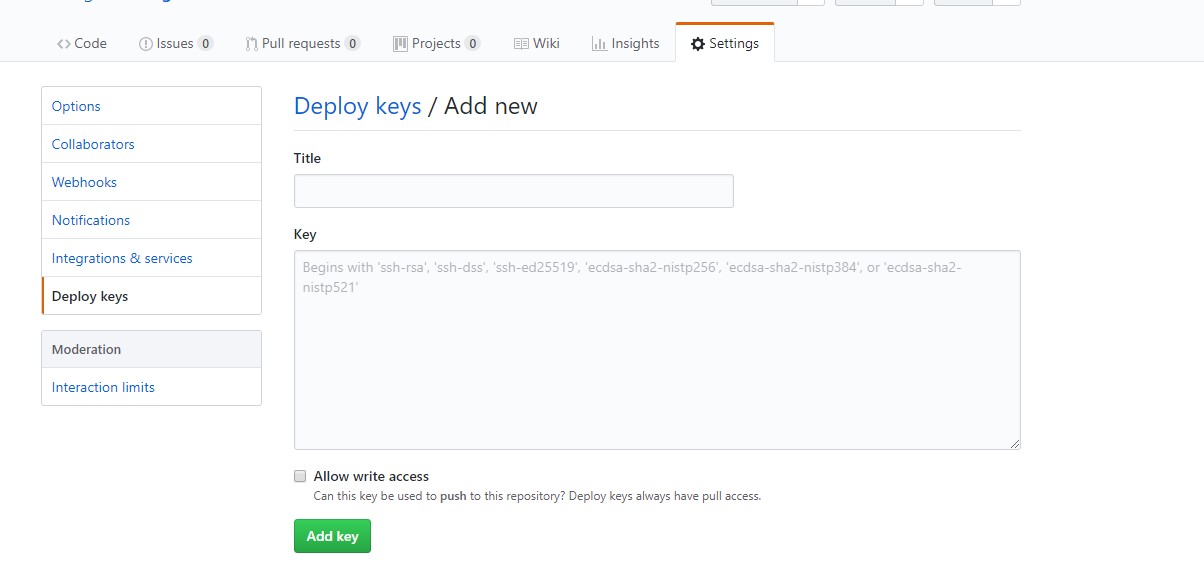 Code Issues 0 Pull requests 0 Projects 0 Wiki Insights Settings
Options
Collaborators
Webhooks
Notifications
Integrations & services
Deploy keys
Moderation
Interaction limits
Deploy keys / Add new
Title
Key
Begins with 'ssh-rsa', 'ssh-dss', 'ssh-ed25519', 'ecdsa-sha2-nistp256', 'ecdsa-sha2-nistp384', or 'ecdsa-sha2-
nistp521'
Allow write access
Can this key be used to push to this repository? Deploy keys always have pull access.
Add key